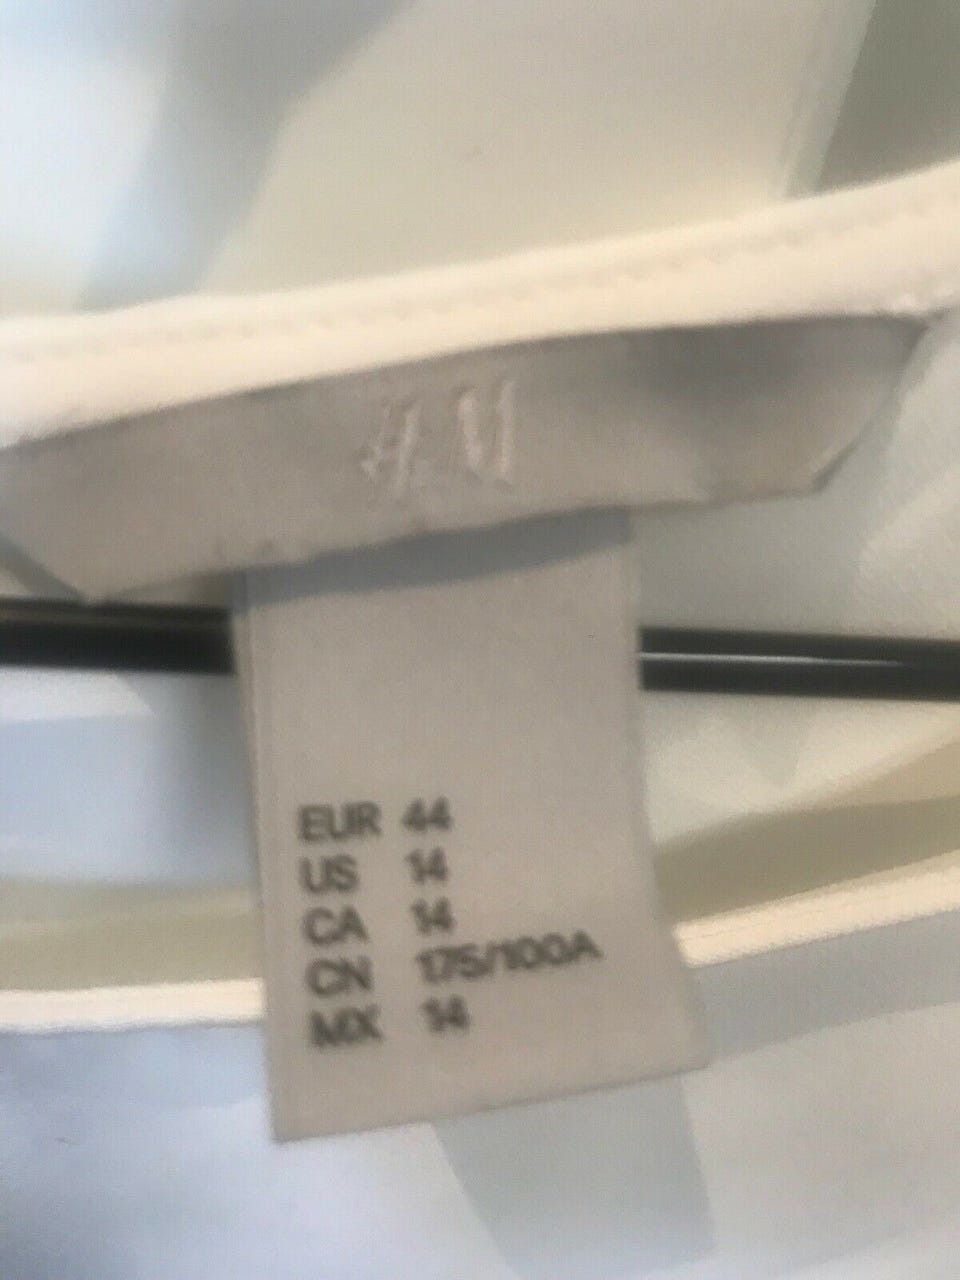 H&M
EUR 44
US 14
CA 14
CN 175/100A
MX 14